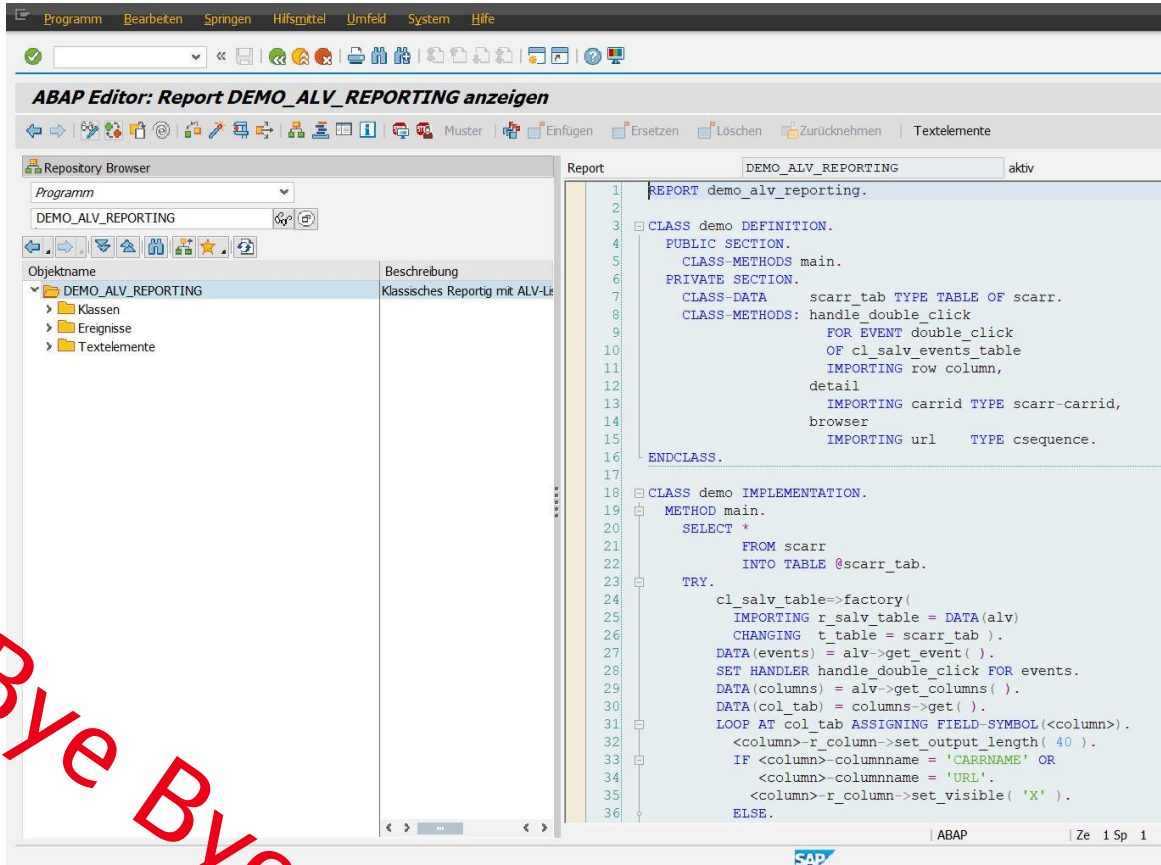 Programm Bearbeiten Springen Hilfsmittel Umfeld System Hilfe
ABAP Editor: Report DEMO_ALV_REPORTING anzeigen
Muster Einfügen Ersetzen Löschen Zurücknehmen Textelemente
Repository Browser
Programm
DEMO_ALV_REPORTING
Objektname Beschreibung
DEMO_ALV_REPORTING Klassisches Reportig mit ALV-Lis
Klassen
Ereignisse
Textelemente
Report DEMO_ALV_REPORTING aktiv
1 REPORT demo_alv_reporting.
2
3 CLASS demo DEFINITION.
4 PUBLIC SECTION.
5 CLASS-METHODS main.
6 PRIVATE SECTION.
7 CLASS-DATA scarr_tab TYPE TABLE OF scarr.
8 CLASS-METHODS: handle_double_click
9 FOR EVENT double_click
10 OF cl_salv_events_table
11 IMPORTING row column,
12 detail
13 IMPORTING carrid TYPE scarr-carrid,
14 browser
15 IMPORTING url TYPE csequence.
16 ENDCLASS.
17
18 CLASS demo IMPLEMENTATION.
19 METHOD main.
20 SELECT *
21 FROM scarr
22 INTO TABLE @scarr_tab.
23 TRY.
24 cl_salv_table=>factory(
25 IMPORTING r_salv_table = DATA(alv)
26 CHANGING t_table = scarr_tab ).
27 DATA(events) = alv->get_event( ).
28 SET HANDLER handle_double_click FOR events.
29 DATA(columns) = alv->get_columns( ).
30 DATA(col_tab) = columns->get( ).
31 LOOP AT col_tab ASSIGNING FIELD-SYMBOL(<column>).
32 <column>-r_column->set_output_length( 40 ).
33 IF <column>-columnname = 'CARRNAME' OR
34 <column>-columnname = 'URL'.
35 <column>-r_column->set_visible( 'X' ).
36 ELSE.
ABAP Ze 1 Sp 1
SAP
Bye Bye